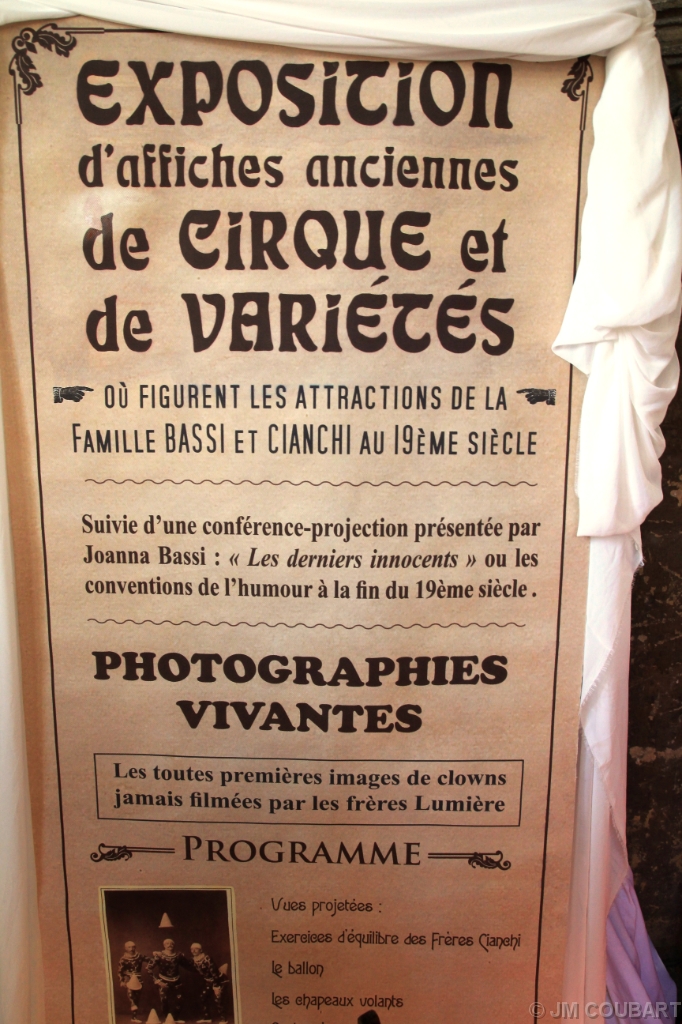 EXPOSITION
d'affiches anciennes
de CIRQUE et
de VARIÉTÉS
OÙ FIGURENT LES ATTRACTIONS DE LA
FAMILLE BASSI ET CIANCHI AU 19ÈME SIÈCLE
Suivie d'une conférence-projection présentée par
Joanna Bassi : « Les derniers innocents » ou les
conventions de l'humour à la fin du 19ème siècle .
PHOTOGRAPHIES
VIVANTES
Les toutes premières images de clowns
jamais filmées par les frères Lumière
PROGRAMME
Vues projetées :
Exercices d'équilibre des Frères Cianchi
Le ballon
Les chapeaux volants
© JM COUBART